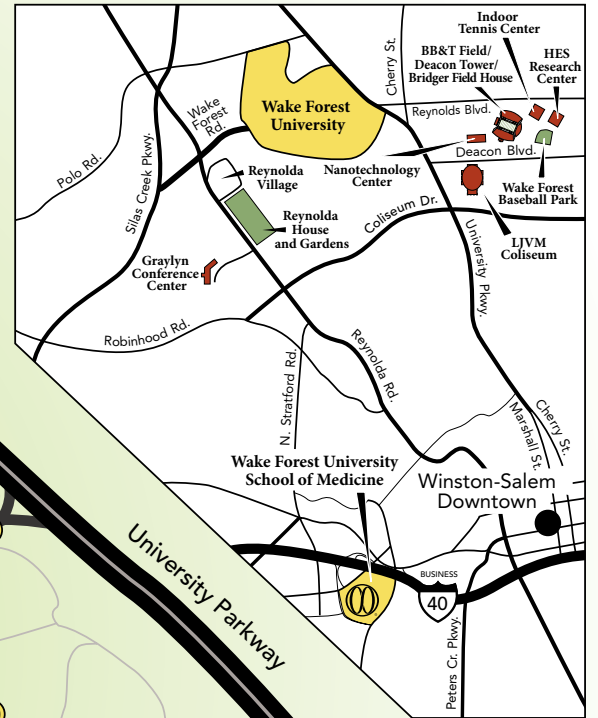 Indoor
Tennis Center
BB&T Field/
Deacon Tower/
Bridger Field House
HES
Research
Center
Cherry St.
Reynolds Blvd.
Wake Forest
University
Wake
Forest
Rd.
Deacon Blvd.
Polo Rd.
Silas Creek Pkwy.
Reynolda
Village
Nanotechnology
Center
Wake Forest
Baseball Park
Reynolda
House
and Gardens
Coliseum Dr.
LJVM
Coliseum
University Pkwy.
Graylyn
Conference
Center
Robinhood Rd.
Reynolda Rd.
N. Stratford Rd.
Cherry St.
Marshall St.
Wake Forest University
School of Medicine
Winston-Salem
Downtown
University Parkway
BUSINESS
40
Peters Cr. Pkwy.